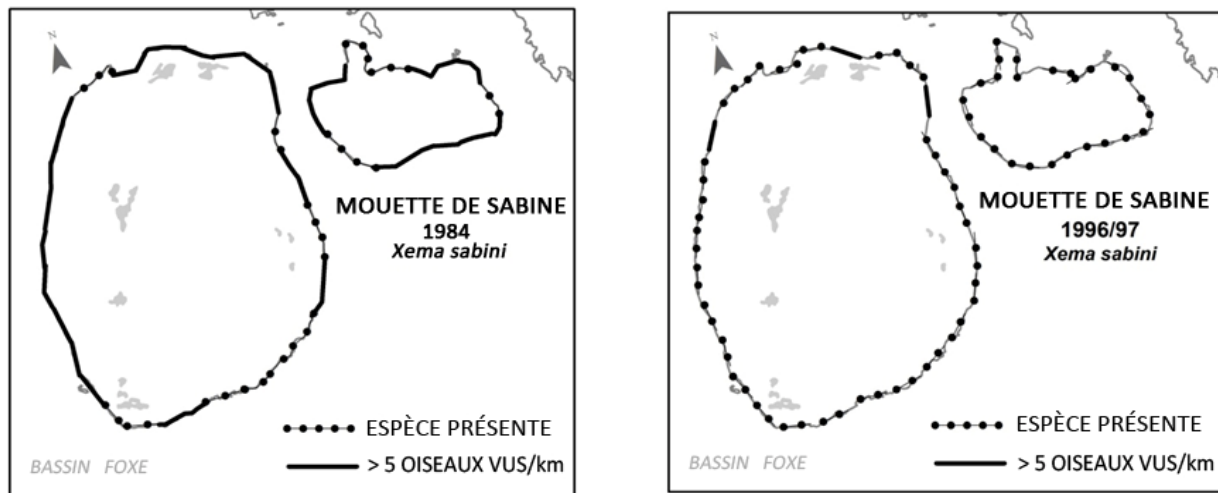 N
MOUETTE DE SABINE
1984
Xema sabini
ESPÈCE PRÉSENTE
> 5 OISEAUX VUS/km
BASSIN FOXE
N
MOUETTE DE SABINE
1996/97
Xema sabini
ESPÈCE PRÉSENTE
> 5 OISEAUX VUS/km
BASSIN FOXE